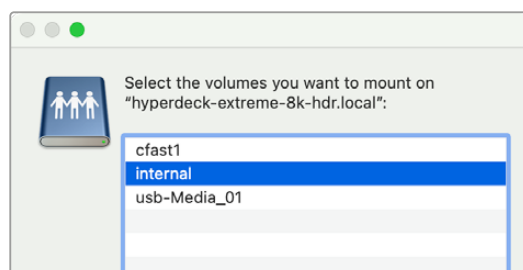 Select the volumes you want to mount on
“hyperdeck-extreme-8k-hdr.local”:
cfast1
internal
usb-Media_01